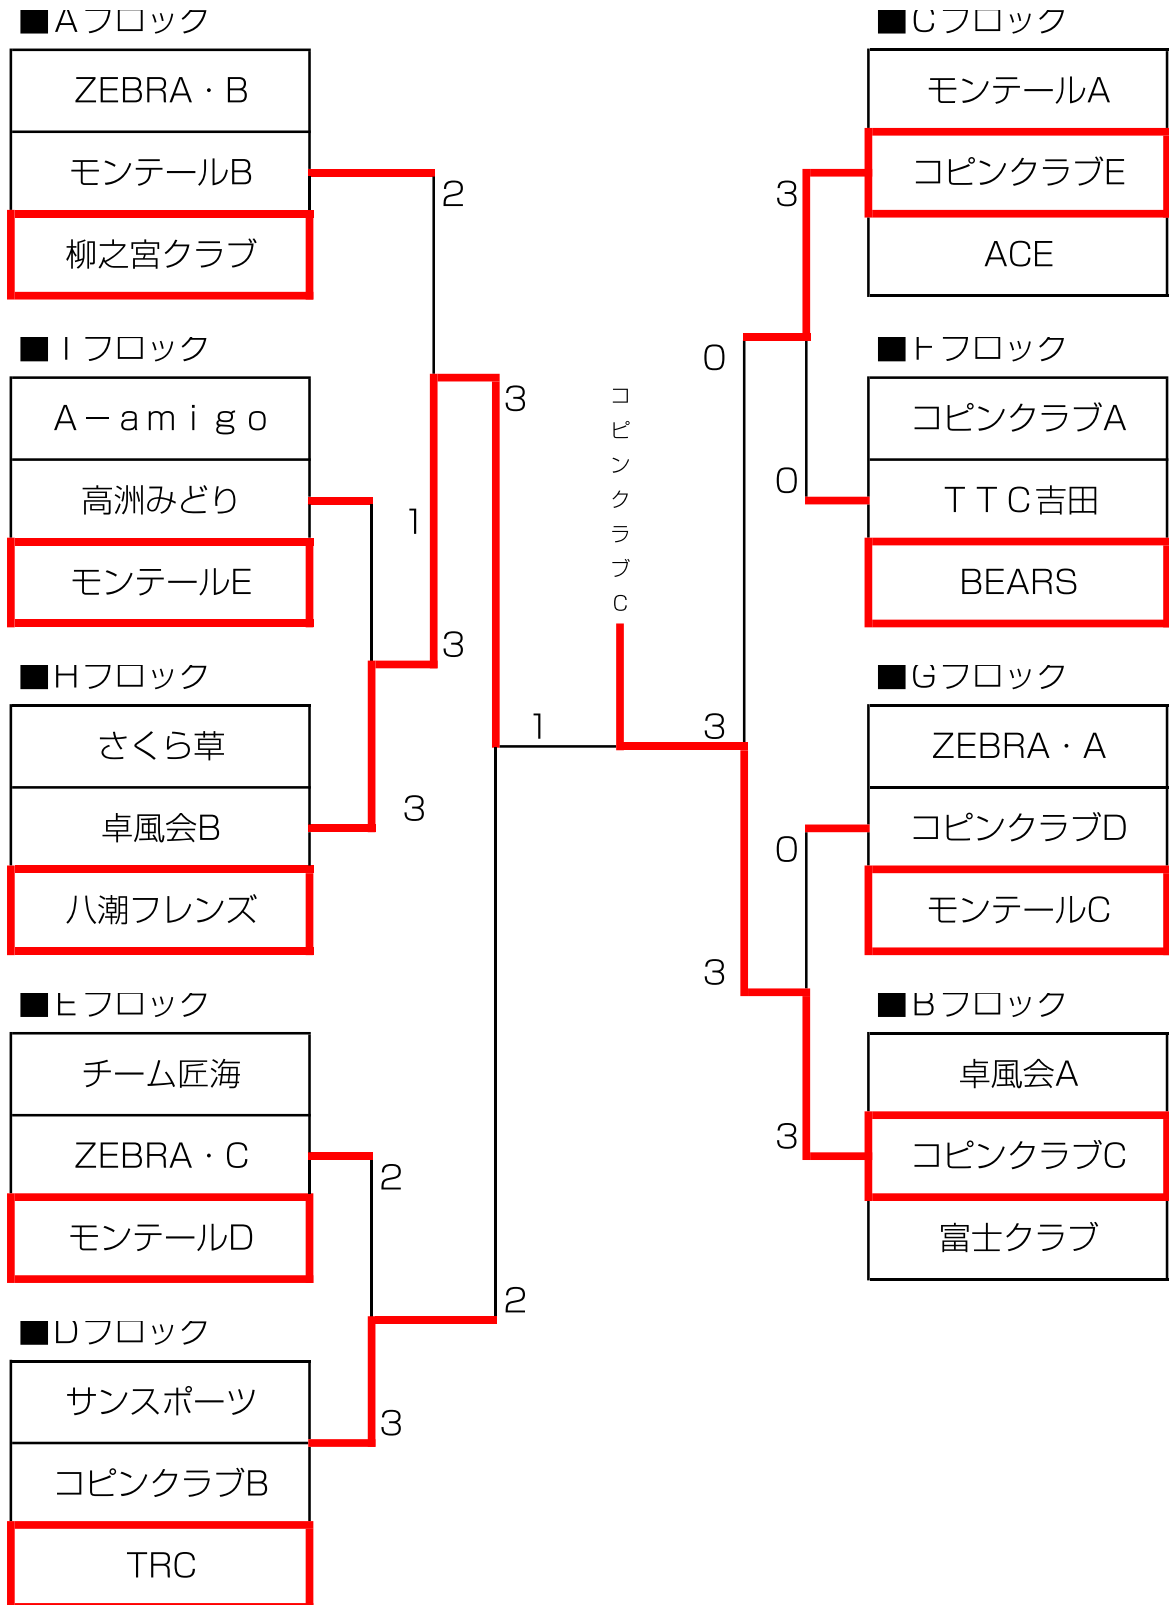 ■Aブロック
ZEBRA・B
モンテールB
柳之宮クラブ
2
■Iブロック
A－amigo
高洲みどり
モンテールE
1
3
3
■Hブロック
さくら草
卓風会B
八潮フレンズ
3
■Eブロック
チーム匠海
ZEBRA・C
モンテールD
2
■Dブロック
サンスポーツ
コピンクラブB
TRC
3
2
1
コピンクラブC
3
■Cブロック
モンテールA
コピンクラブE
ACE
3
0
■Fブロック
コピンクラブA
TTC吉田
BEARS
0
■Gブロック
ZEBRA・A
コピンクラブD
モンテールC
0
3
■Bブロック
卓風会A
コピンクラブC
富士クラブ
3